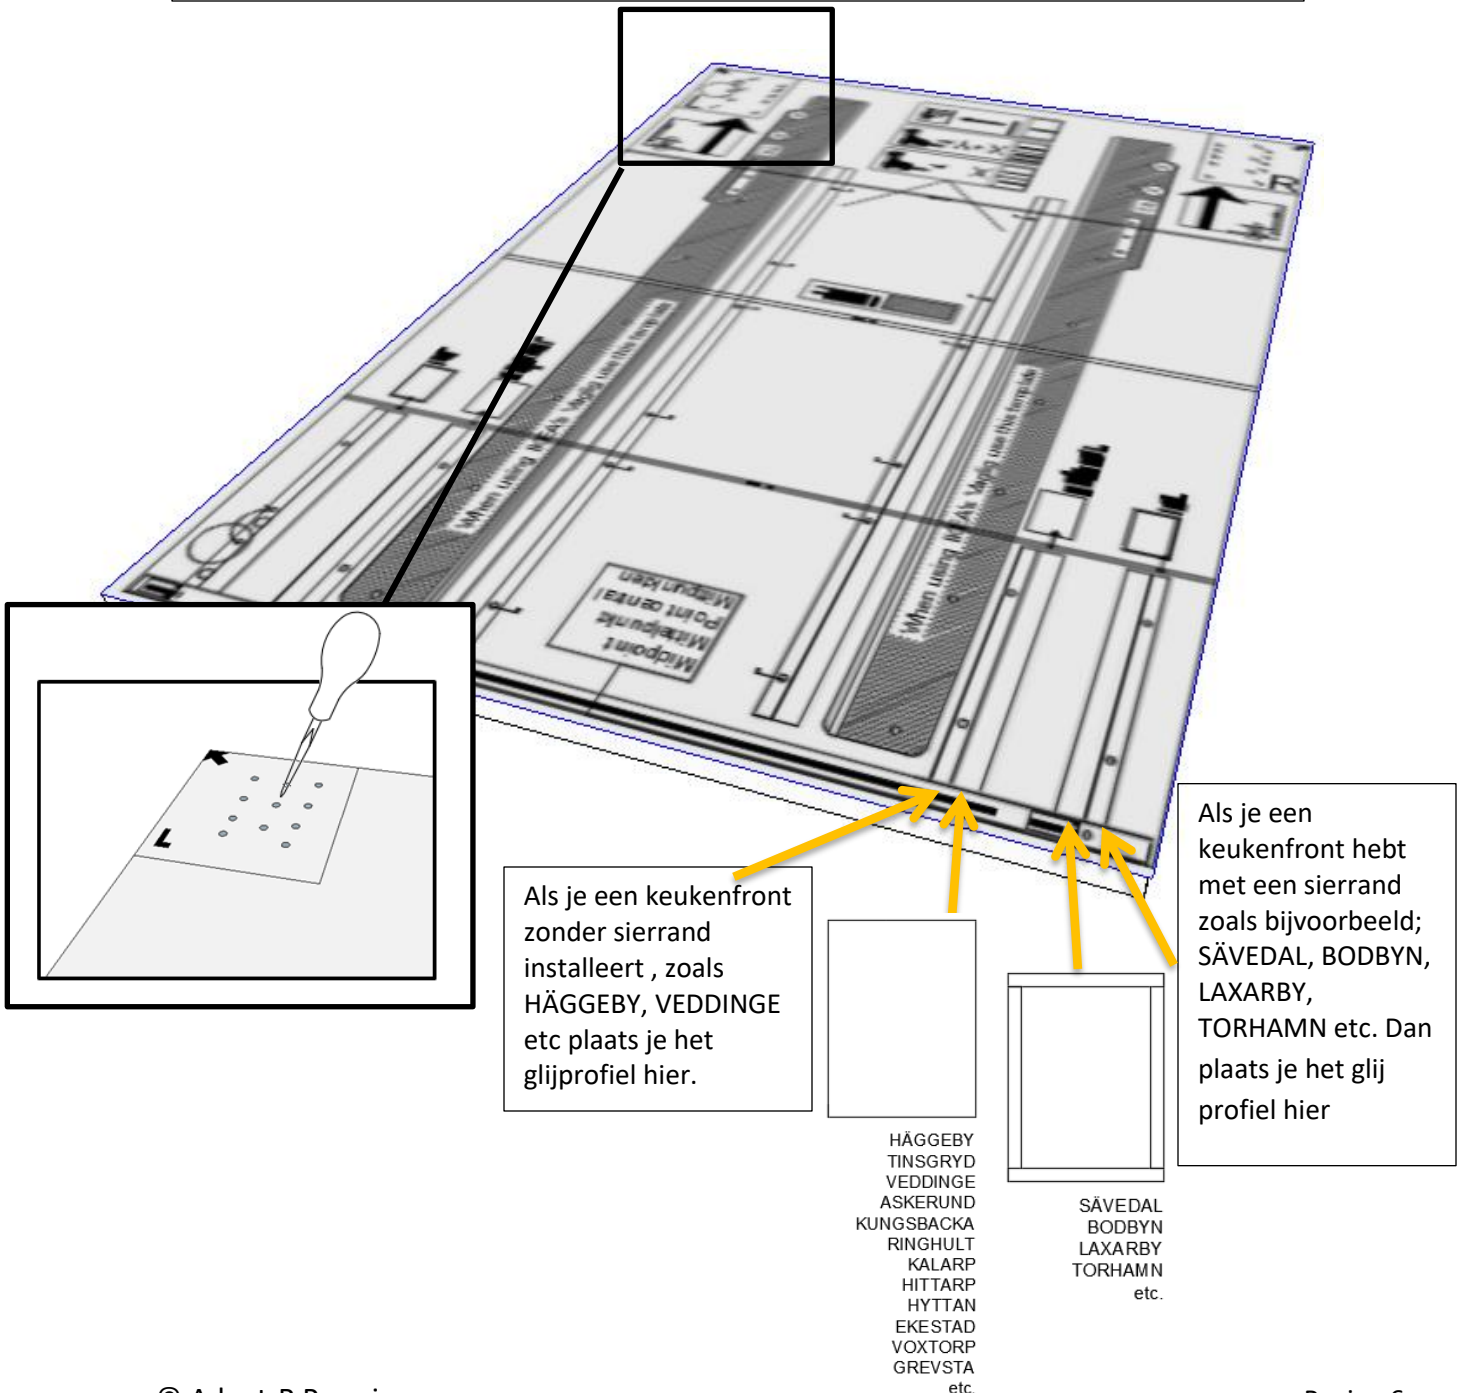 When using IKEA's Vaglig use this template
When using IKEA's Vaglig use this template
Midpoint
Mittelpunkt
Point central
Mittpunkten
X+Y
X
R
L
Als je een keukenfront
zonder sierrand
installeert , zoals
HÄGGEBY, VEDDINGE
etc plaats je het
glijprofiel hier.
Als je een
keukenfront hebt
met een sierrand
zoals bijvoorbeeld;
SÄVEDAL, BODBYN,
LAXARBY,
TORHAMN etc. Dan
plaats je het glij
profiel hier
HÄGGEBY
TINSGRYD
VEDDINGE
ASKERUND
KUNGSBACKA
RINGHULT
KALARP
HITTARP
HYTTAN
EKESTAD
VOXTORP
GREVSTA
etc.
SÄVEDAL
BODBYN
LAXARBY
TORHAMN
etc.